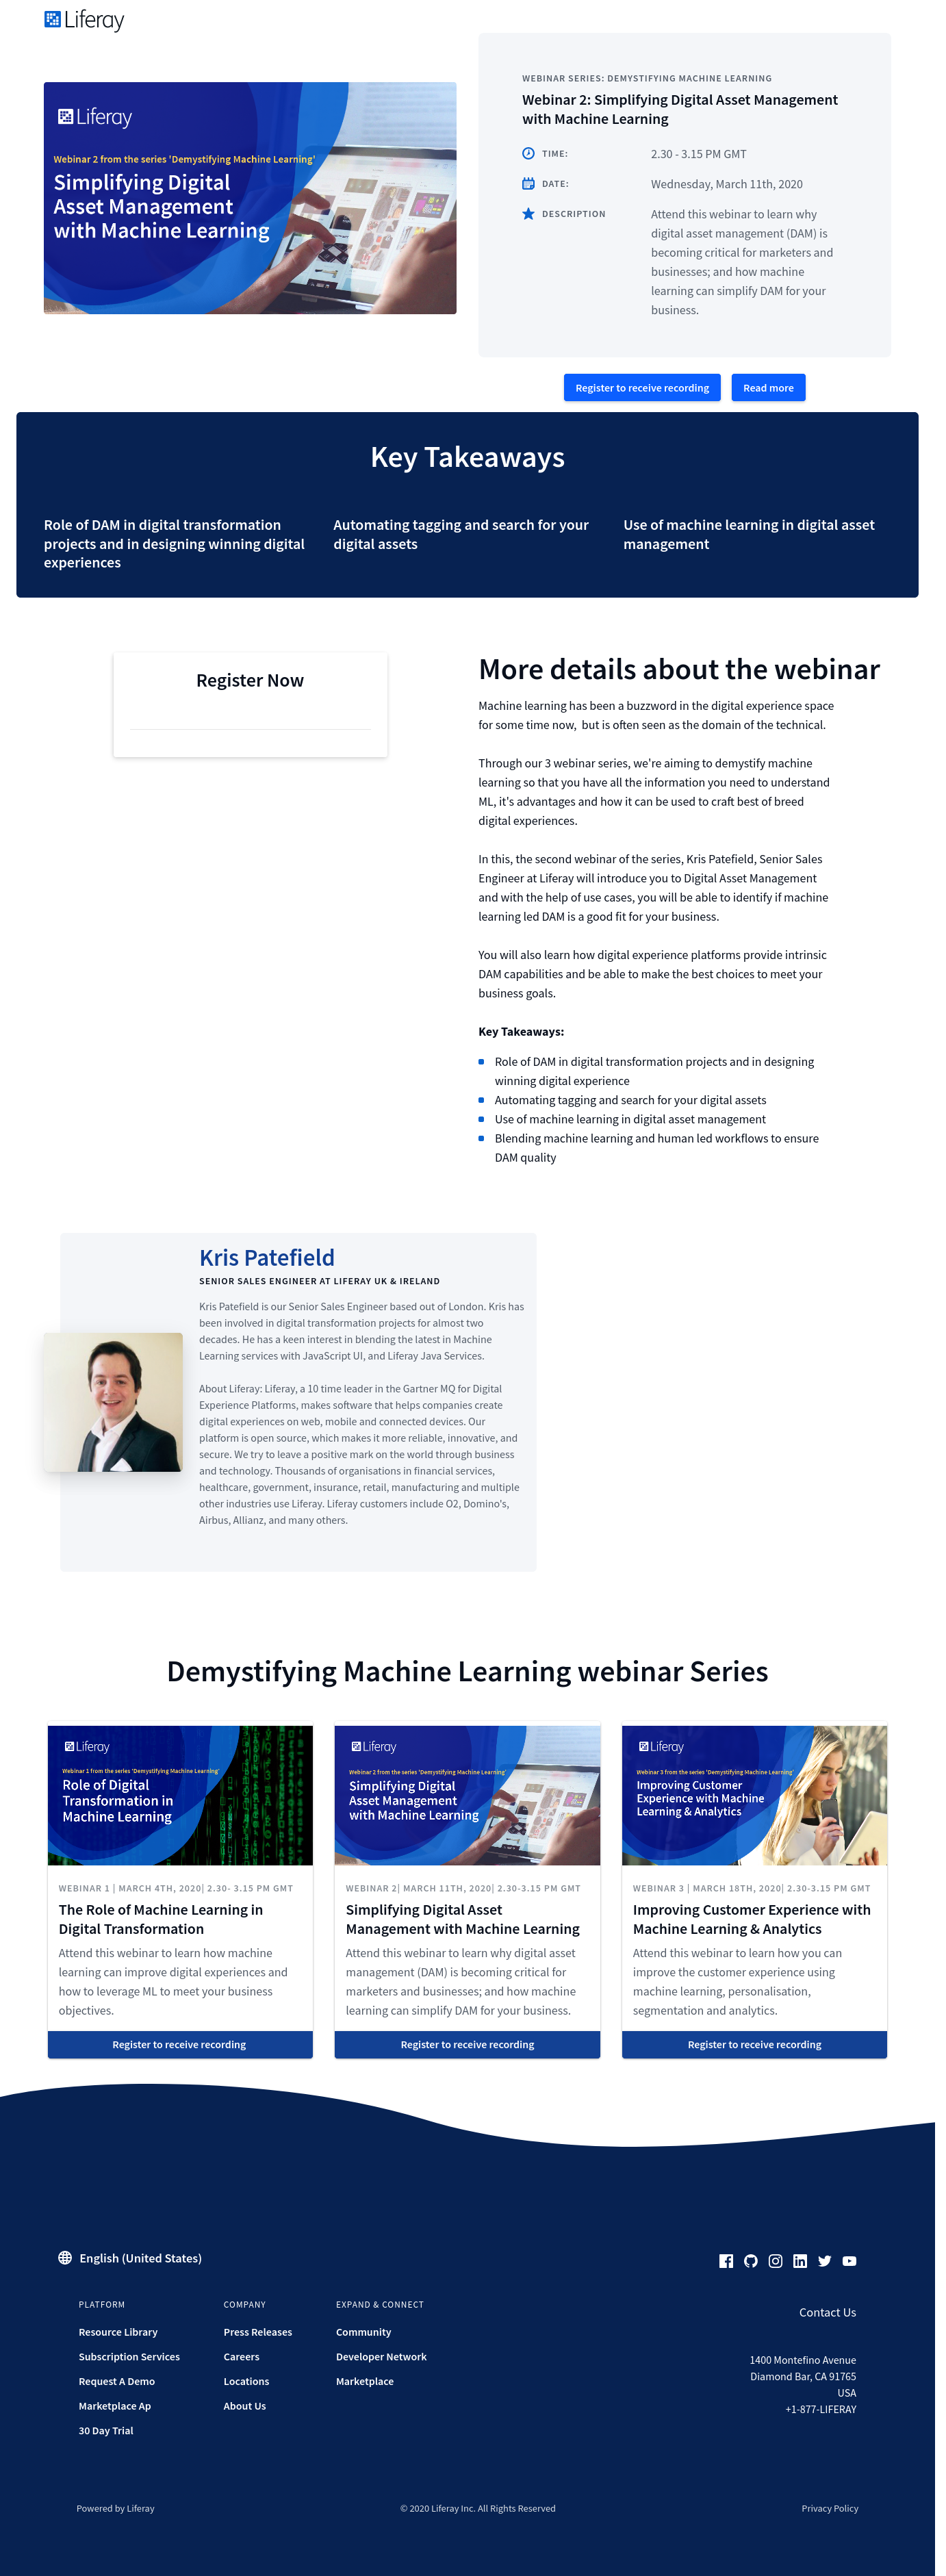 Liferay
Liferay
Webinar 2 from the series 'Demystifying Machine Learning'
Simplifying Digital
Asset Management
with Machine Learning
WEBINAR SERIES: DEMYSTIFYING MACHINE LEARNING
Webinar 2: Simplifying Digital Asset Management
with Machine Learning
TIME:
2.30 - 3.15 PM GMT
DATE:
Wednesday, March 11th, 2020
DESCRIPTION
Attend this webinar to learn why
digital asset management (DAM) is
becoming critical for marketers and
businesses; and how machine
learning can simplify DAM for your
business.
Register to receive recording
Read more
Key Takeaways
Role of DAM in digital transformation
projects and in designing winning digital
experiences
Automating tagging and search for your
digital assets
Use of machine learning in digital asset
management
Register Now
More details about the webinar
Machine learning has been a buzzword in the digital experience space
for some time now,  but is often seen as the domain of the technical.
Through our 3 webinar series, we're aiming to demystify machine
learning so that you have all the information you need to understand
ML, it's advantages and how it can be used to craft best of breed
digital experiences.
In this, the second webinar of the series, Kris Patefield, Senior Sales
Engineer at Liferay will introduce you to Digital Asset Management
and with the help of use cases, you will be able to identify if machine
learning led DAM is a good fit for your business.
You will also learn how digital experience platforms provide intrinsic
DAM capabilities and be able to make the best choices to meet your
business goals.
Key Takeaways:
Role of DAM in digital transformation projects and in designing
winning digital experience
Automating tagging and search for your digital assets
Use of machine learning in digital asset management
Blending machine learning and human led workflows to ensure
DAM quality
Kris Patefield
SENIOR SALES ENGINEER AT LIFERAY UK & IRELAND
Kris Patefield is our Senior Sales Engineer based out of London. Kris has
been involved in digital transformation projects for almost two
decades. He has a keen interest in blending the latest in Machine
Learning services with JavaScript UI, and Liferay Java Services.
About Liferay: Liferay, a 10 time leader in the Gartner MQ for Digital
Experience Platforms, makes software that helps companies create
digital experiences on web, mobile and connected devices. Our
platform is open source, which makes it more reliable, innovative, and
secure. We try to leave a positive mark on the world through business
and technology. Thousands of organisations in financial services,
healthcare, government, insurance, retail, manufacturing and multiple
other industries use Liferay. Liferay customers include O2, Domino's,
Airbus, Allianz, and many others.
Demystifying Machine Learning webinar Series
Liferay
Webinar 1 from the series 'Demystifying Machine Learning'
Role of Digital
Transformation in
Machine Learning
WEBINAR 1 | MARCH 4TH, 2020| 2.30- 3.15 PM GMT
The Role of Machine Learning in
Digital Transformation
Attend this webinar to learn how machine
learning can improve digital experiences and
how to leverage ML to meet your business
objectives.
Register to receive recording
Liferay
Webinar 2 from the series 'Demystifying Machine Learning'
Simplifying Digital
Asset Management
with Machine Learning
WEBINAR 2| MARCH 11TH, 2020| 2.30-3.15 PM GMT
Simplifying Digital Asset
Management with Machine Learning
Attend this webinar to learn why digital asset
management (DAM) is becoming critical for
marketers and businesses; and how machine
learning can simplify DAM for your business.
Register to receive recording
Liferay
Webinar 3 from the series 'Demystifying Machine Learning'
Improving Customer
Experience with Machine
Learning & Analytics
WEBINAR 3 | MARCH 18TH, 2020| 2.30-3.15 PM GMT
Improving Customer Experience with
Machine Learning & Analytics
Attend this webinar to learn how you can
improve the customer experience using
machine learning, personalisation,
segmentation and analytics.
Register to receive recording
English (United States)
PLATFORM
Resource Library
Subscription Services
Request A Demo
Marketplace Ap
30 Day Trial
COMPANY
Press Releases
Careers
Locations
About Us
EXPAND & CONNECT
Community
Developer Network
Marketplace
Contact Us
1400 Montefino Avenue
Diamond Bar, CA 91765
USA
+1-877-LIFERAY
Powered by Liferay
© 2020 Liferay Inc. All Rights Reserved
Privacy Policy